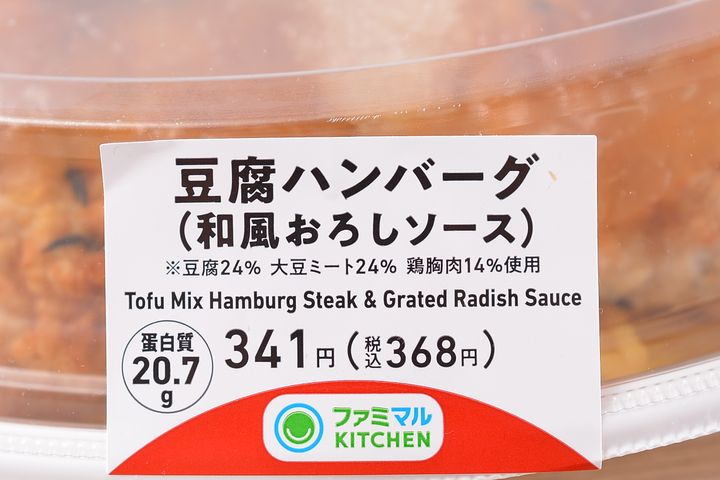 豆腐ハンバーグ
(和風おろしソース)
※豆腐24% 大豆ミート24% 鶏胸肉14%使用
Tofu Mix Hamburg Steak & Grated Radish Sauce
蛋白質
20.7
g
341円(税込368円)
ファミマル
KITCHEN